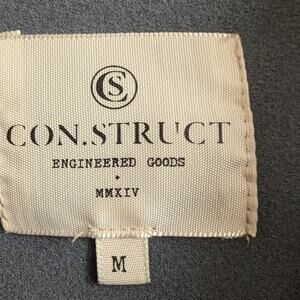 CS
CON.STRUCT
ENGINEERED GOODS
MMXIV
M